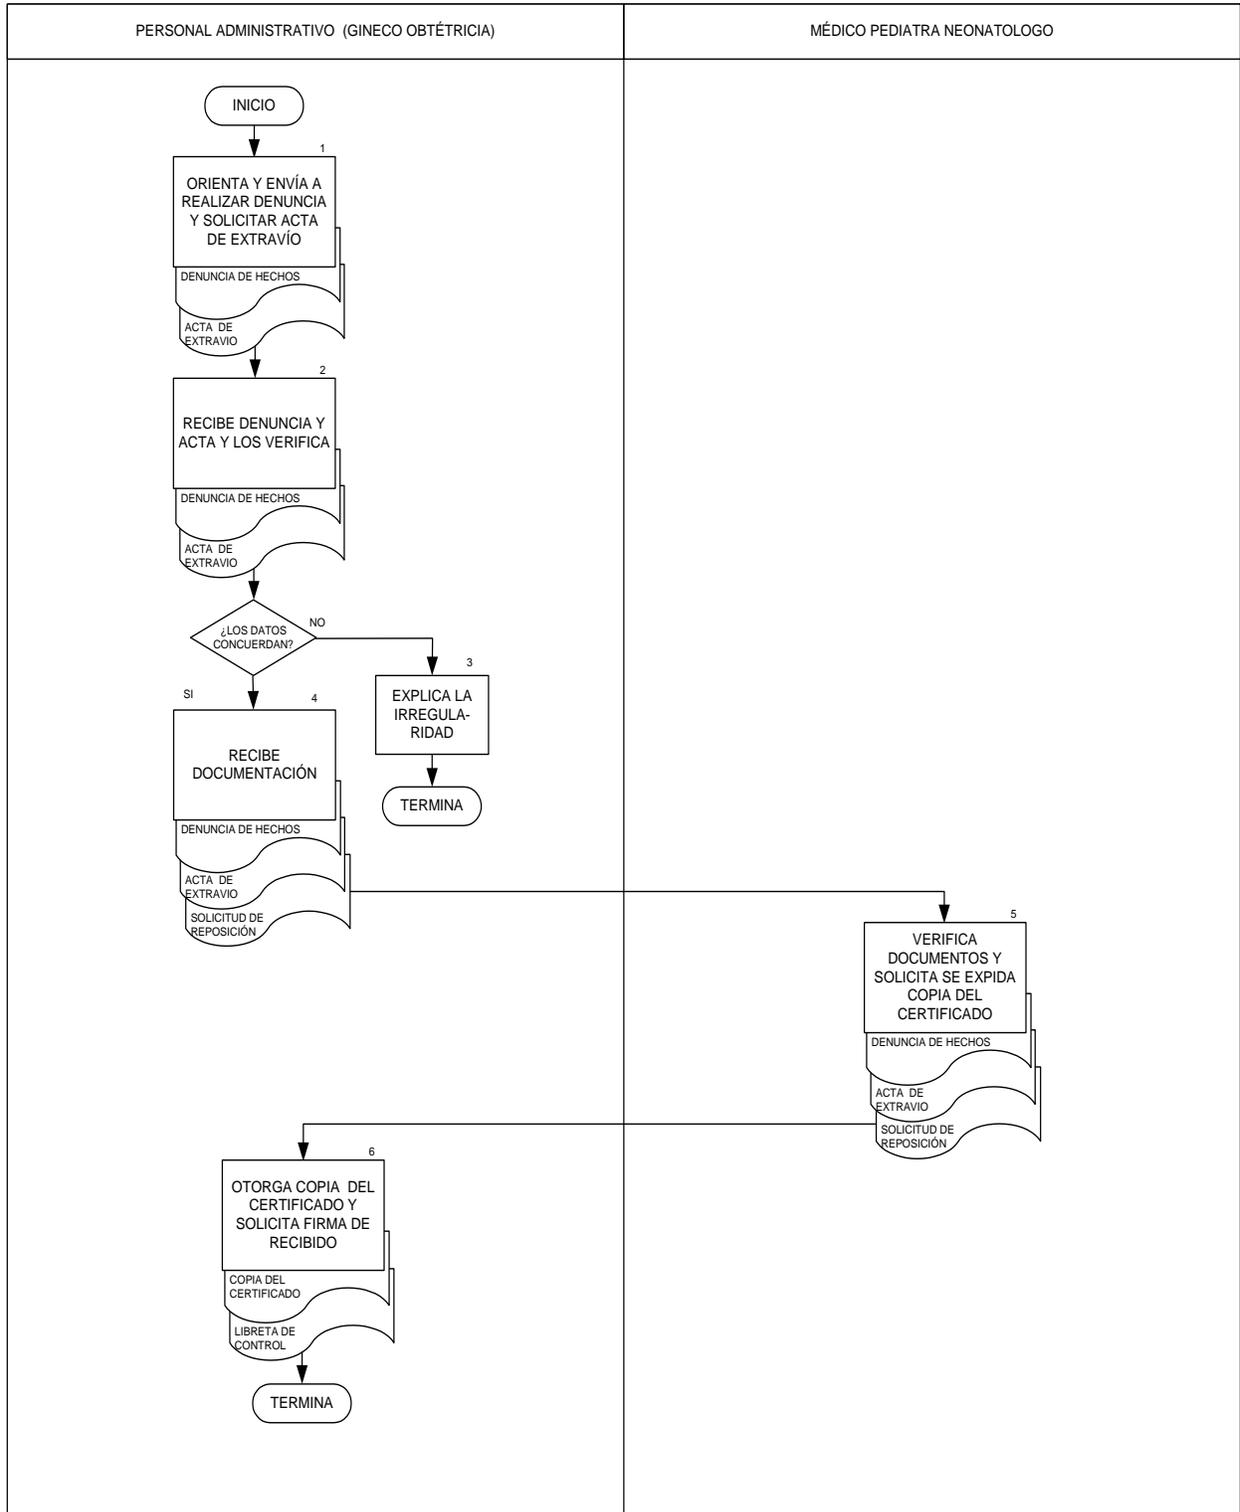 PERSONAL ADMINISTRATIVO (GINECO OBTÉTRICIA)
MÉDICO PEDIATRA NEONATOLOGO
INICIO
1
ORIENTA Y ENVÍA A
REALIZAR DENUNCIA
Y SOLICITAR ACTA
DE EXTRAVÍO
DENUNCIA DE HECHOS
ACTA DE
EXTRAVIO
2
RECIBE DENUNCIA Y
ACTA Y LOS VERIFICA
DENUNCIA DE HECHOS
ACTA DE
EXTRAVIO
¿LOS DATOS
CONCUERDAN?
NO
3
EXPLICA LA
IRREGULA-
RIDAD
TERMINA
SI
4
RECIBE
DOCUMENTACIÓN
DENUNCIA DE HECHOS
ACTA DE
EXTRAVIO
SOLICITUD DE
REPOSICIÓN
5
VERIFICA
DOCUMENTOS Y
SOLICITA SE EXPIDA
COPIA DEL
CERTIFICADO
DENUNCIA DE HECHOS
ACTA DE
EXTRAVIO
SOLICITUD DE
REPOSICIÓN
6
OTORGA COPIA DEL
CERTIFICADO Y
SOLICITA FIRMA DE
RECIBIDO
COPIA DEL
CERTIFICADO
LIBRETA DE
CONTROL
TERMINA